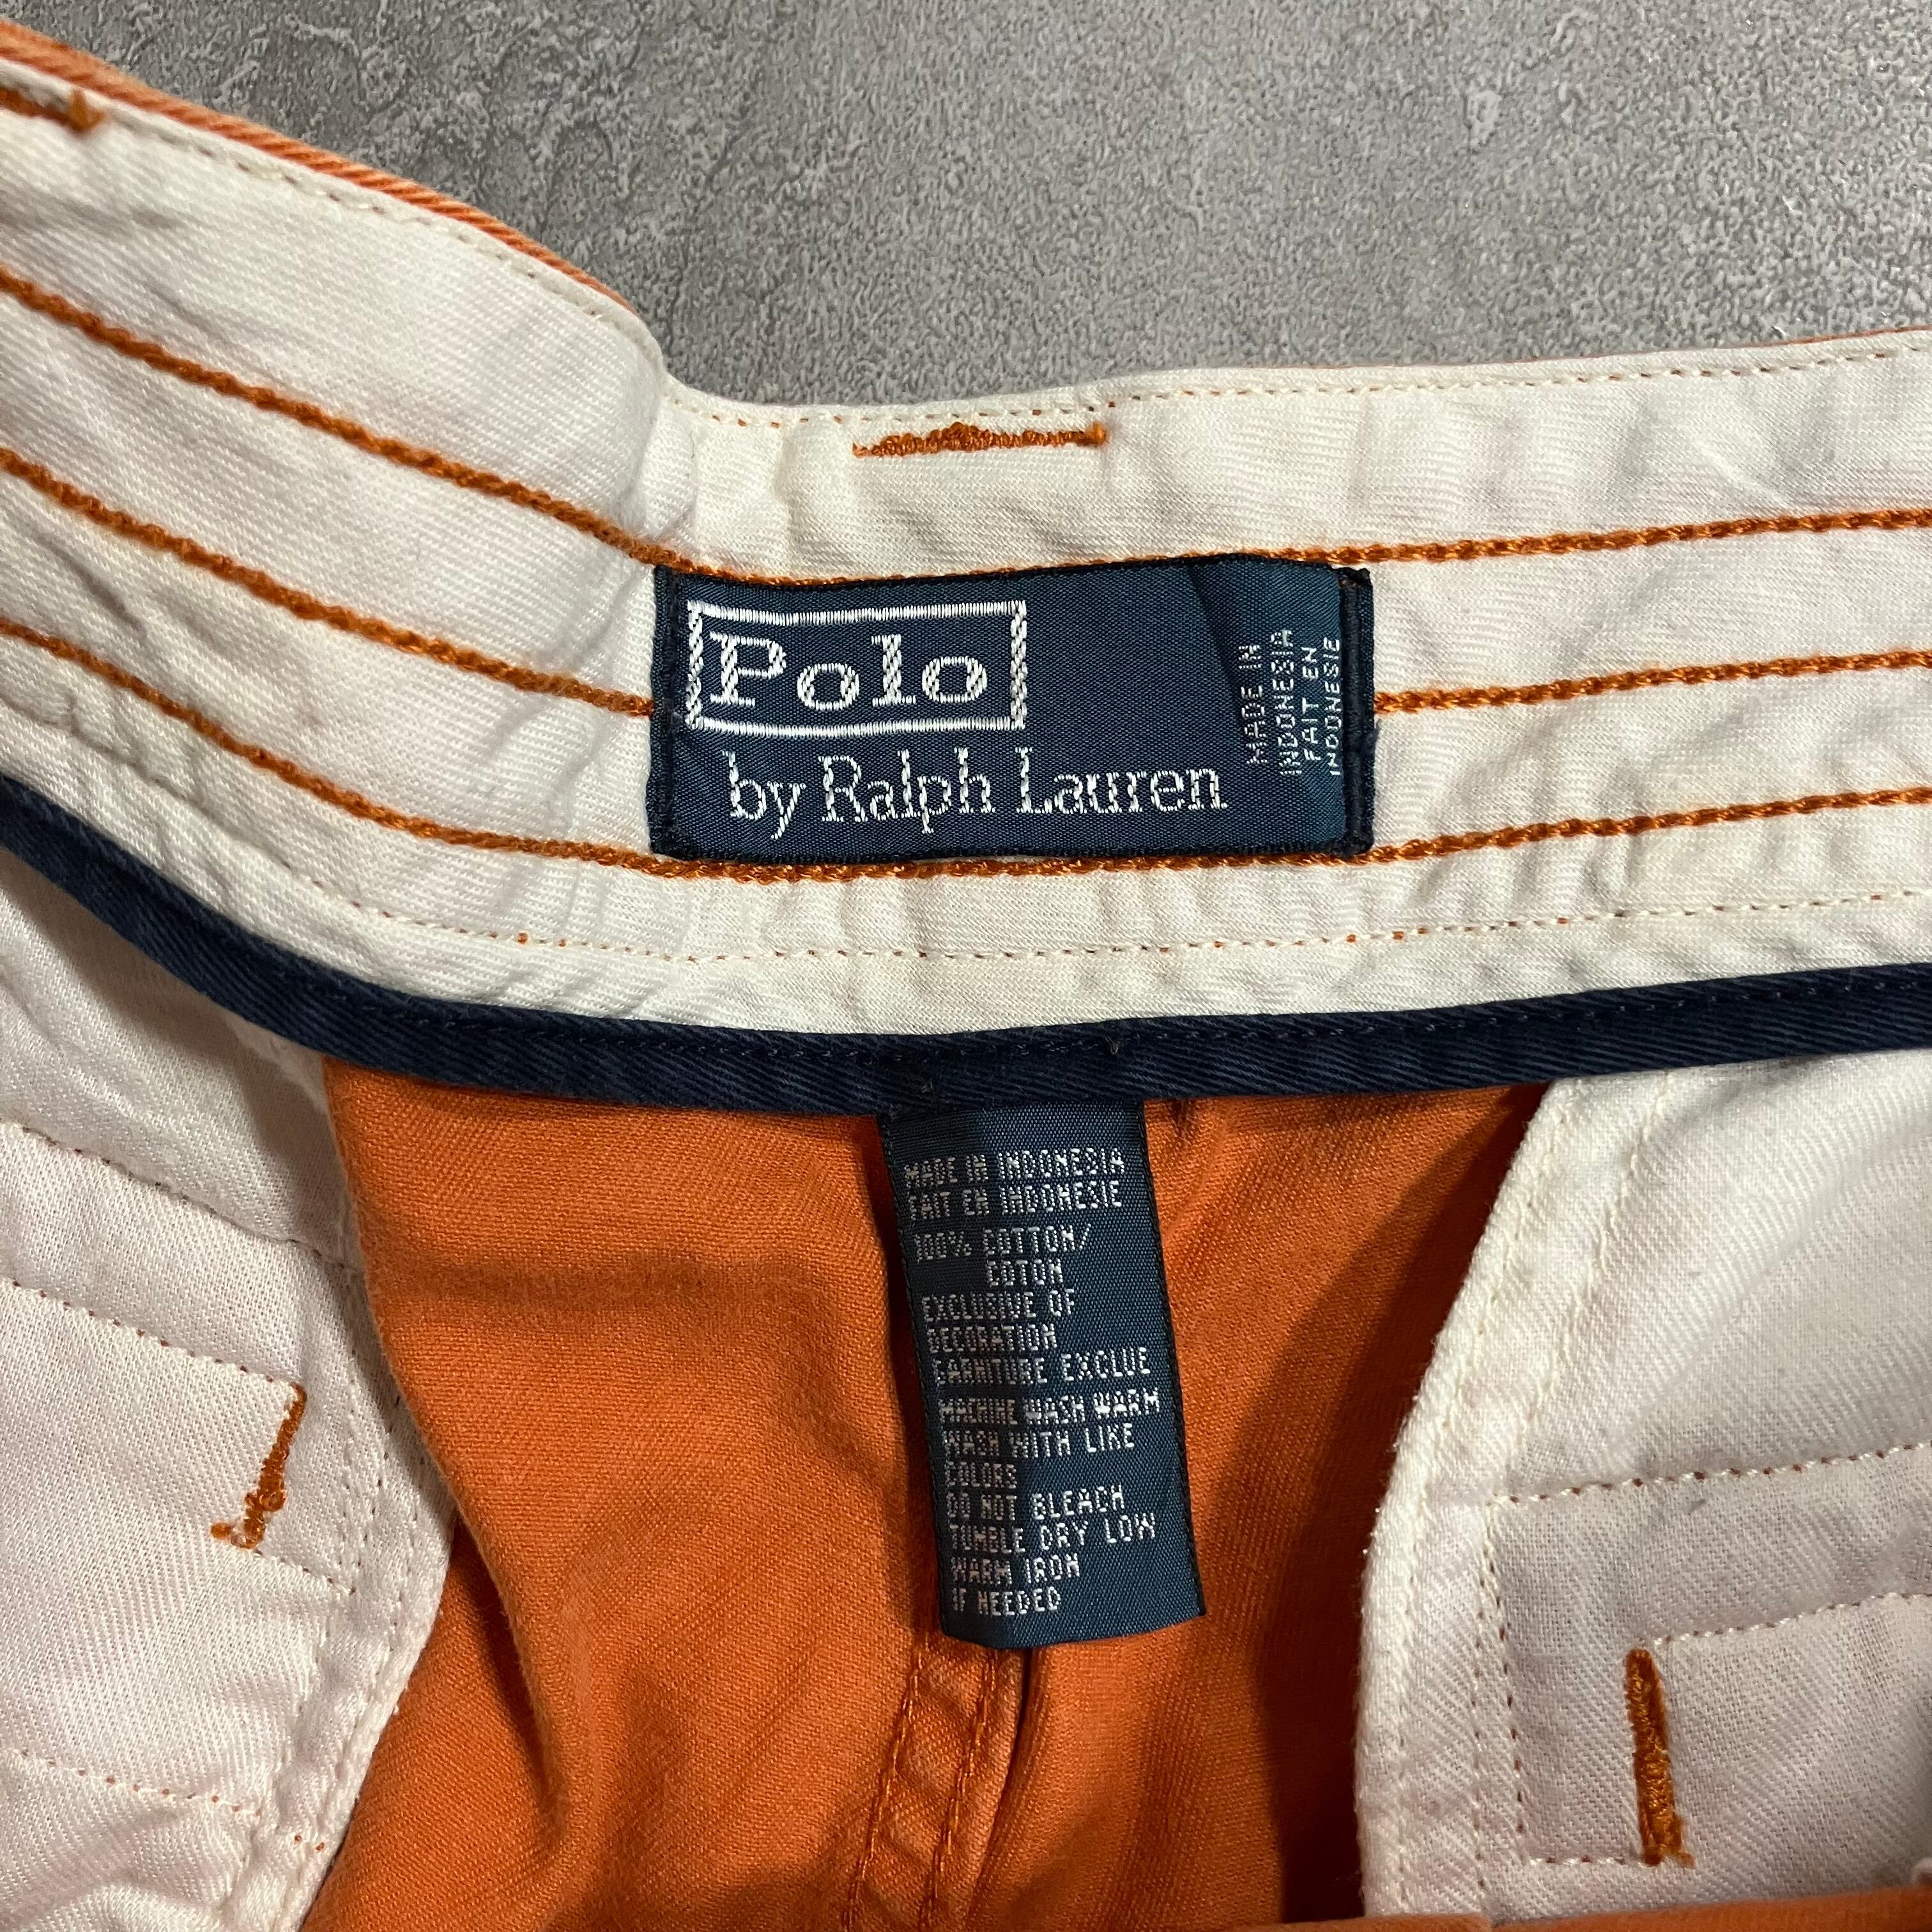 Polo
by Ralph Lauren
MADE IN
INDONESIA
FAIT EN
INDONESIE
MADE IN INDONESIA
FAIT EN INDONESIE
100% COTTON/
COTON
EXCLUSIVE OF
DECORATION
GARNITURE EXCLUE
MACHINE WASH WARM
WASH WITH LIKE
COLORS
DO NOT BLEACH
TUMBLE DRY LOW
WARM IRON
IF NEEDED